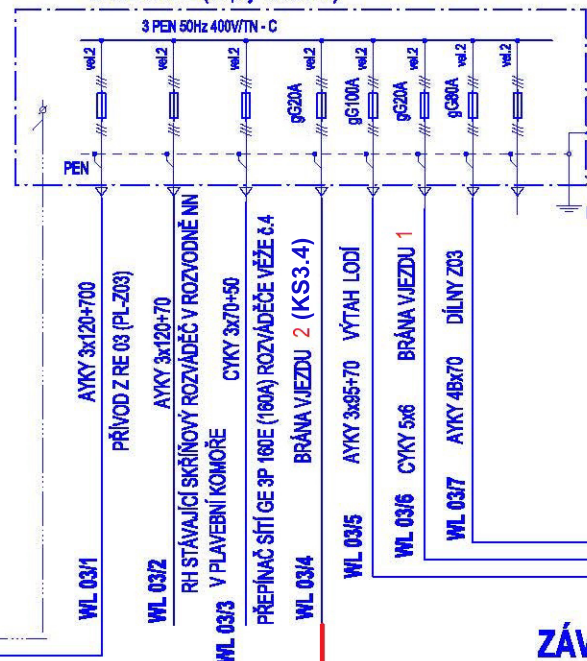 3 PEN 50Hz 400V/TN - C
vel.2
vel.2
vel.2
vel.2
vel.2
vel.2
vel.2
vel.2
gG20A
gG100A
gG20A
gG80A
PEN
WL 03/1
AYKY 3x120+700
PŘÍVOD Z RE 03 (PL-Z03)
WL 03/2
AYKY 3x120+70
RH STÁVAJÍCÍ SKŘÍŇOVÝ ROZVÁDĚČ V ROZVODNĚ NN
V PLAVEBNÍ KOMOŘE
WL 03/3
CYKY 3x70+50
PŘEPÍNAČ SÍTÍ GE 3P 160E (160A) ROZVÁDĚČE VĚŽE č.4
WL 03/4
BRÁNA VJEZDU 2 (KS3.4)
WL 03/5
AYKY 3x95+70 VÝTAH LODÍ
WL 03/6
CYKY 5x6 BRÁNA VJEZDU 1
WL 03/7
AYKY 4Bx70 DÍLNY Z03
ZÁV